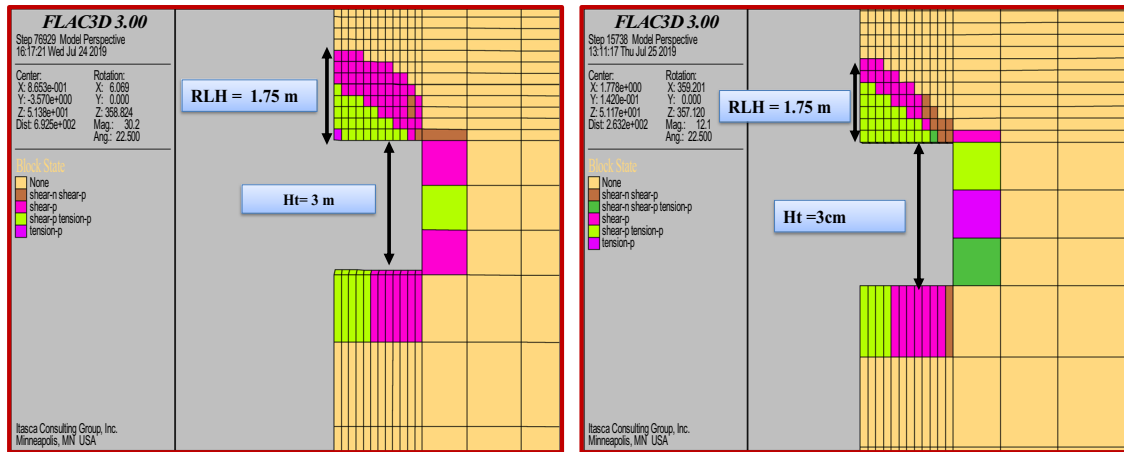 FLAC3D 3.00
Step 76929 Model Perspective
16:17:21 Wed Jul 24 2019
Center: Rotation:
X: 8.653e-001 X: 6.069
Y: -3.570e+000 Y: 0.000
Z: 5.138e+001 Z: 358.824
Dist: 6.925e+002 Mag.: 30.2
Ang.: 22.500
Block State
None
shear-n shear-p
shear-p
shear-p tension-p
tension-p
Itasca Consulting Group, Inc.
Minneapolis, MN USA
RLH = 1.75 m
Ht= 3 m
FLAC3D 3.00
Step 15738 Model Perspective
13:11:17 Thu Jul 25 2019
Center: Rotation:
X: 1.778e+000 X: 359.201
Y: 1.420e-001 Y: 0.000
Z: 5.117e+001 Z: 357.120
Dist: 2.632e+002 Mag.: 12.1
Ang.: 22.500
Block State
None
shear-n shear-p
shear-n shear-p tension-p
shear-p
shear-p tension-p
tension-p
Itasca Consulting Group, Inc.
Minneapolis, MN USA
RLH = 1.75 m
Ht =3cm